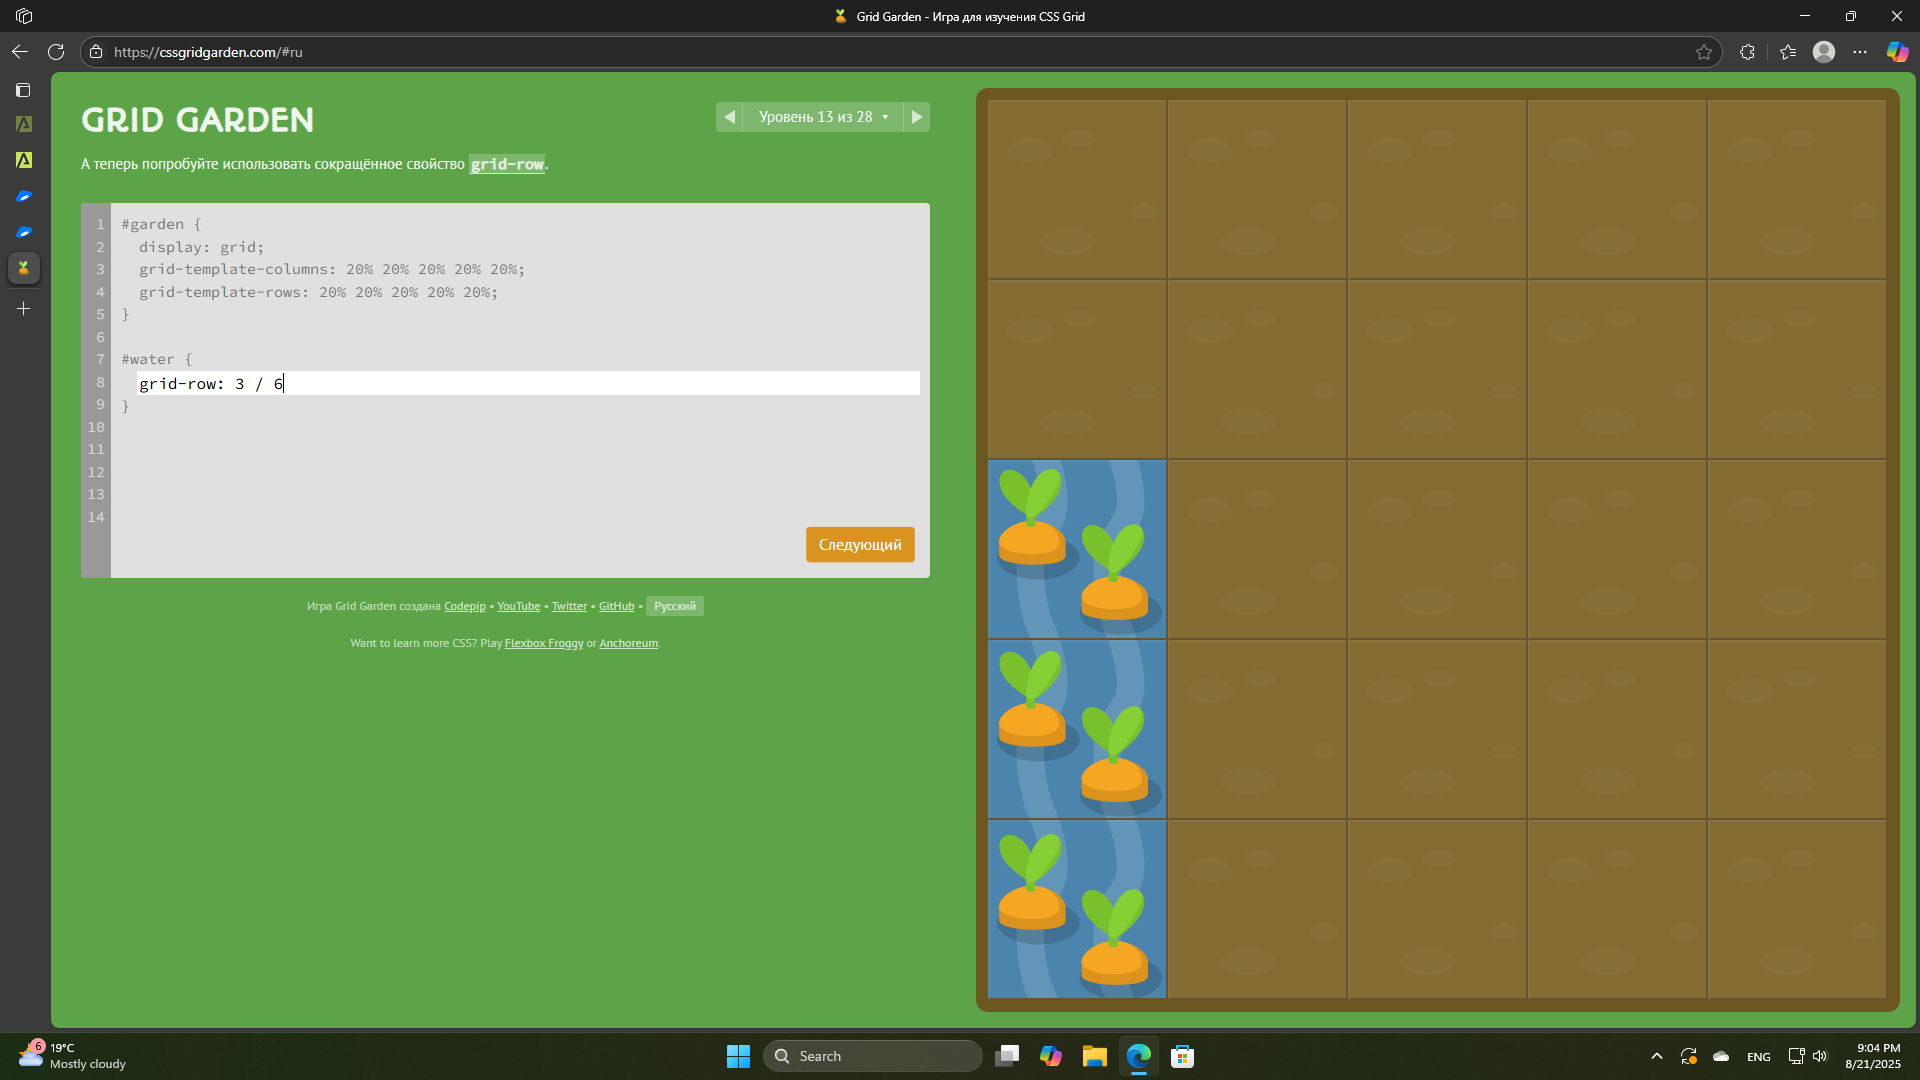 Grid Garden - Игра для изучения CSS Grid
https://cssgridgarden.com/#ru
GRID GARDEN
Уровень 13 из 28
А теперь попробуйте использовать сокращённое свойство grid-row.
1 #garden {
2 display: grid;
3 grid-template-columns: 20% 20% 20% 20% 20%;
4 grid-template-rows: 20% 20% 20% 20% 20%;
5 }
6
7 #water {
8 grid-row: 3 / 6
9 }
10
11
12
13
14
Следующий
Игра Grid Garden создана Codepip • YouTube • Twitter • GitHub • Русский
Want to learn more CSS? Play Flexbox Froggy or Anchoreum.
6
19°C
Mostly cloudy
Search
ENG
9:04 PM
8/21/2025